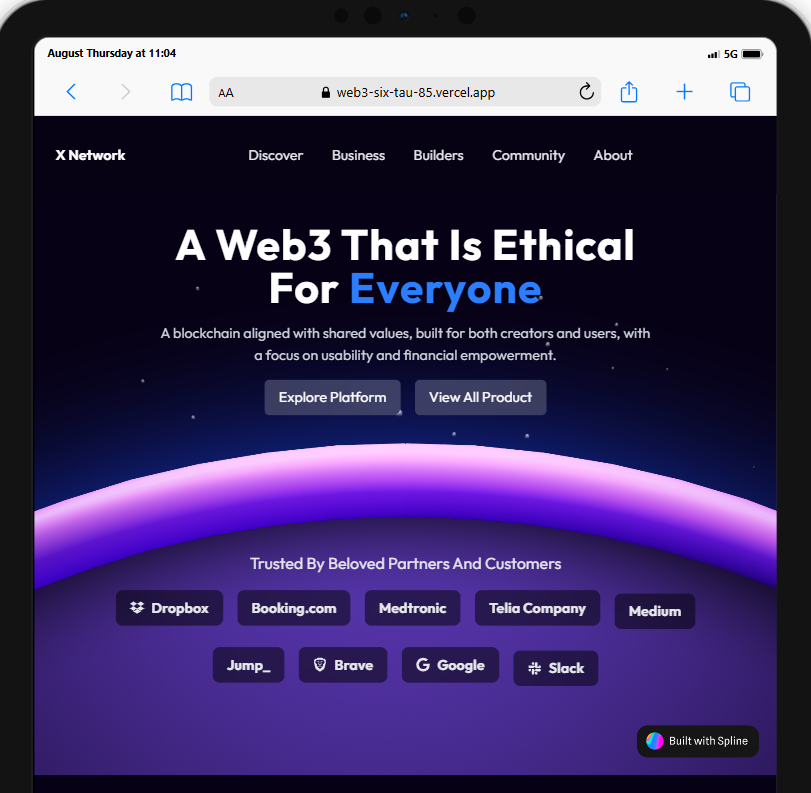 August Thursday at 11:04
5G
AA
web3-six-tau-85.vercel.app
X Network
Discover
Business
Builders
Community
About
A Web3 That Is Ethical
For Everyone
A blockchain aligned with shared values, built for both creators and users, with
a focus on usability and financial empowerment.
Explore Platform
View All Product
Trusted By Beloved Partners And Customers
Dropbox
Booking.com
Medtronic
Telia Company
Medium
Jump_
Brave
Google
Slack
Built with Spline